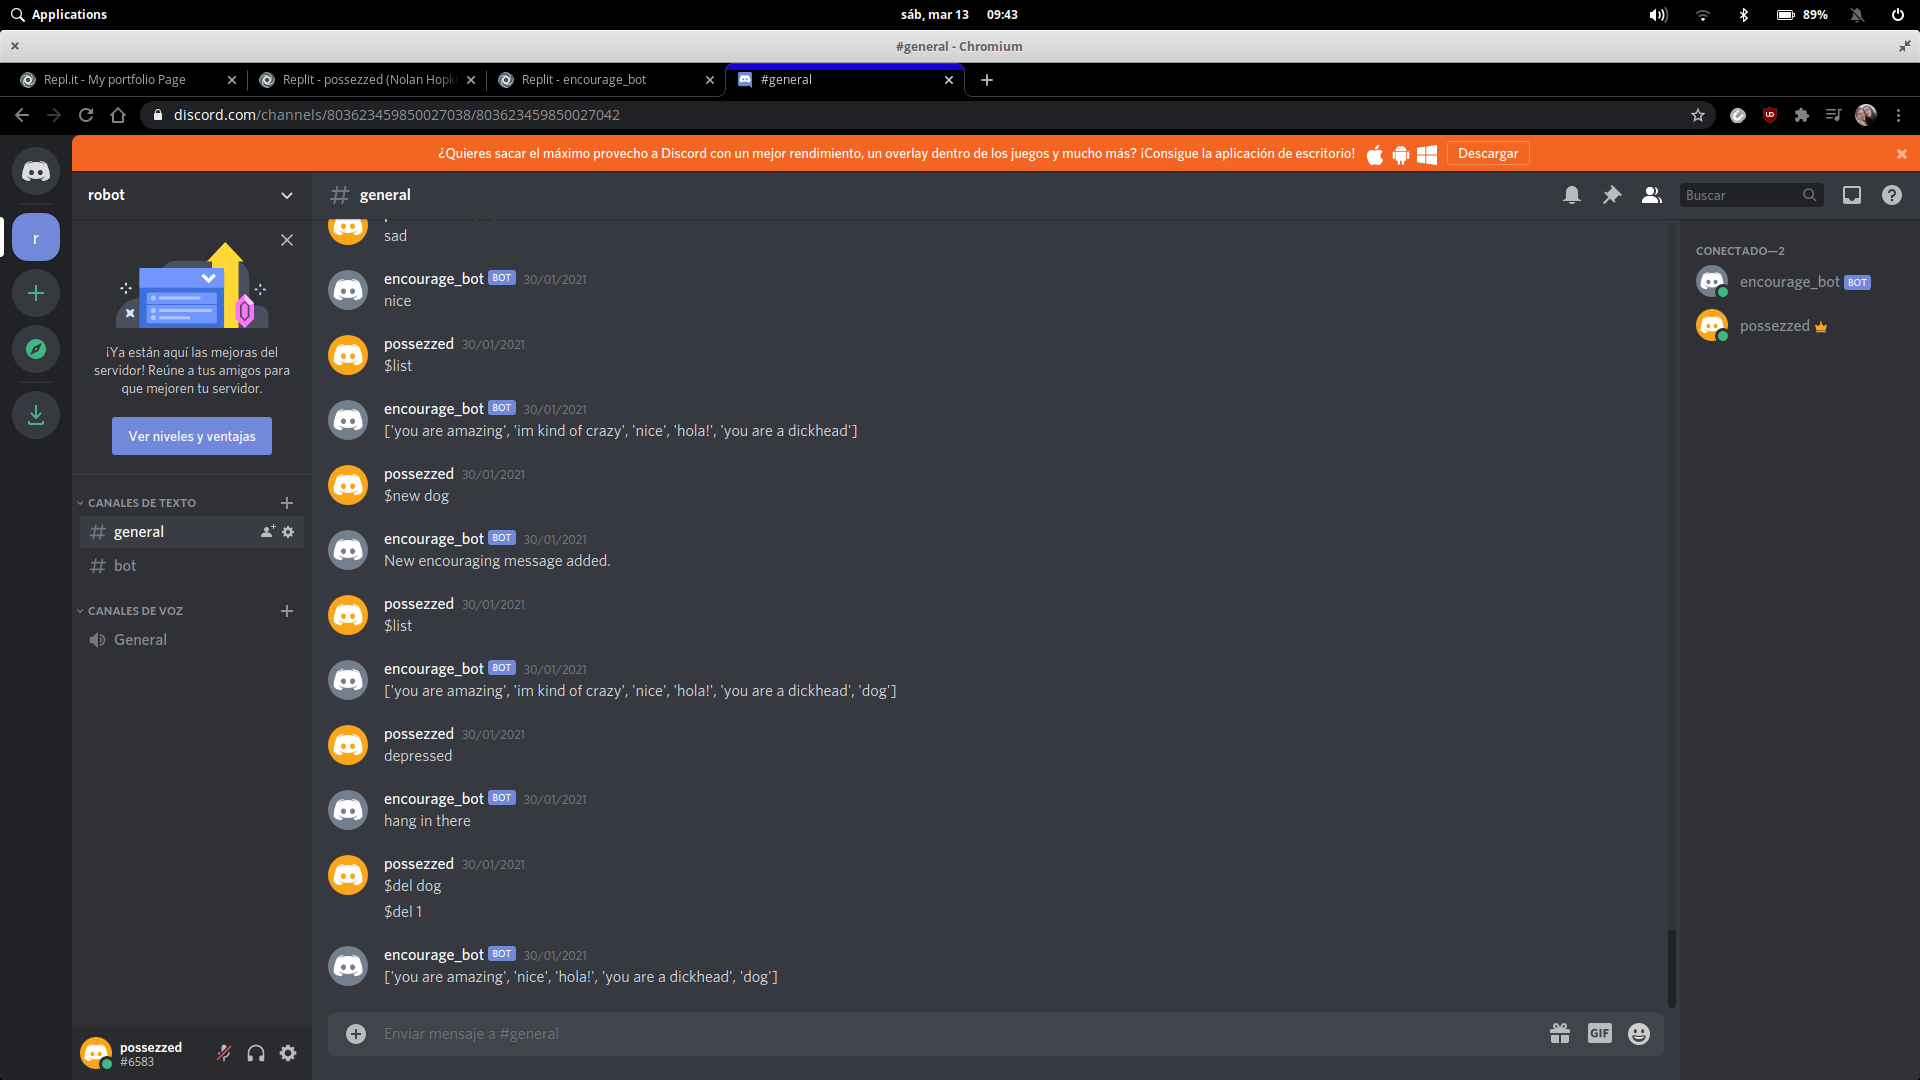 Applications
sáb, mar 13 09:43
89%
#general - Chromium
Repl.it - My portfolio Page
Replit - possezzed (Nolan Hopk
Replit - encourage_bot
#general
discord.com/channels/803623459850027038/803623459850027042
¿Quieres sacar el máximo provecho a Discord con un mejor rendimiento, un overlay dentro de los juegos y mucho más? ¡Consigue la aplicación de escritorio!
Descargar
robot
general
Buscar
r
¡Ya están aquí las mejoras del
servidor! Reúne a tus amigos para
que mejoren tu servidor.
Ver niveles y ventajas
CANALES DE TEXTO
general
bot
CANALES DE VOZ
General
possezzed
#6583
sad
encourage_bot BOT 30/01/2021
nice
possezzed 30/01/2021
$list
encourage_bot BOT 30/01/2021
['you are amazing', 'im kind of crazy', 'nice', 'hola!', 'you are a dickhead']
possezzed 30/01/2021
$new dog
encourage_bot BOT 30/01/2021
New encouraging message added.
possezzed 30/01/2021
$list
encourage_bot BOT 30/01/2021
['you are amazing', 'im kind of crazy', 'nice', 'hola!', 'you are a dickhead', 'dog']
possezzed 30/01/2021
depressed
encourage_bot BOT 30/01/2021
hang in there
possezzed 30/01/2021
$del dog
$del 1
encourage_bot BOT 30/01/2021
['you are amazing', 'nice', 'hola!', 'you are a dickhead', 'dog']
Enviar mensaje a #general
GIF
CONECTADO—2
encourage_bot BOT
possezzed